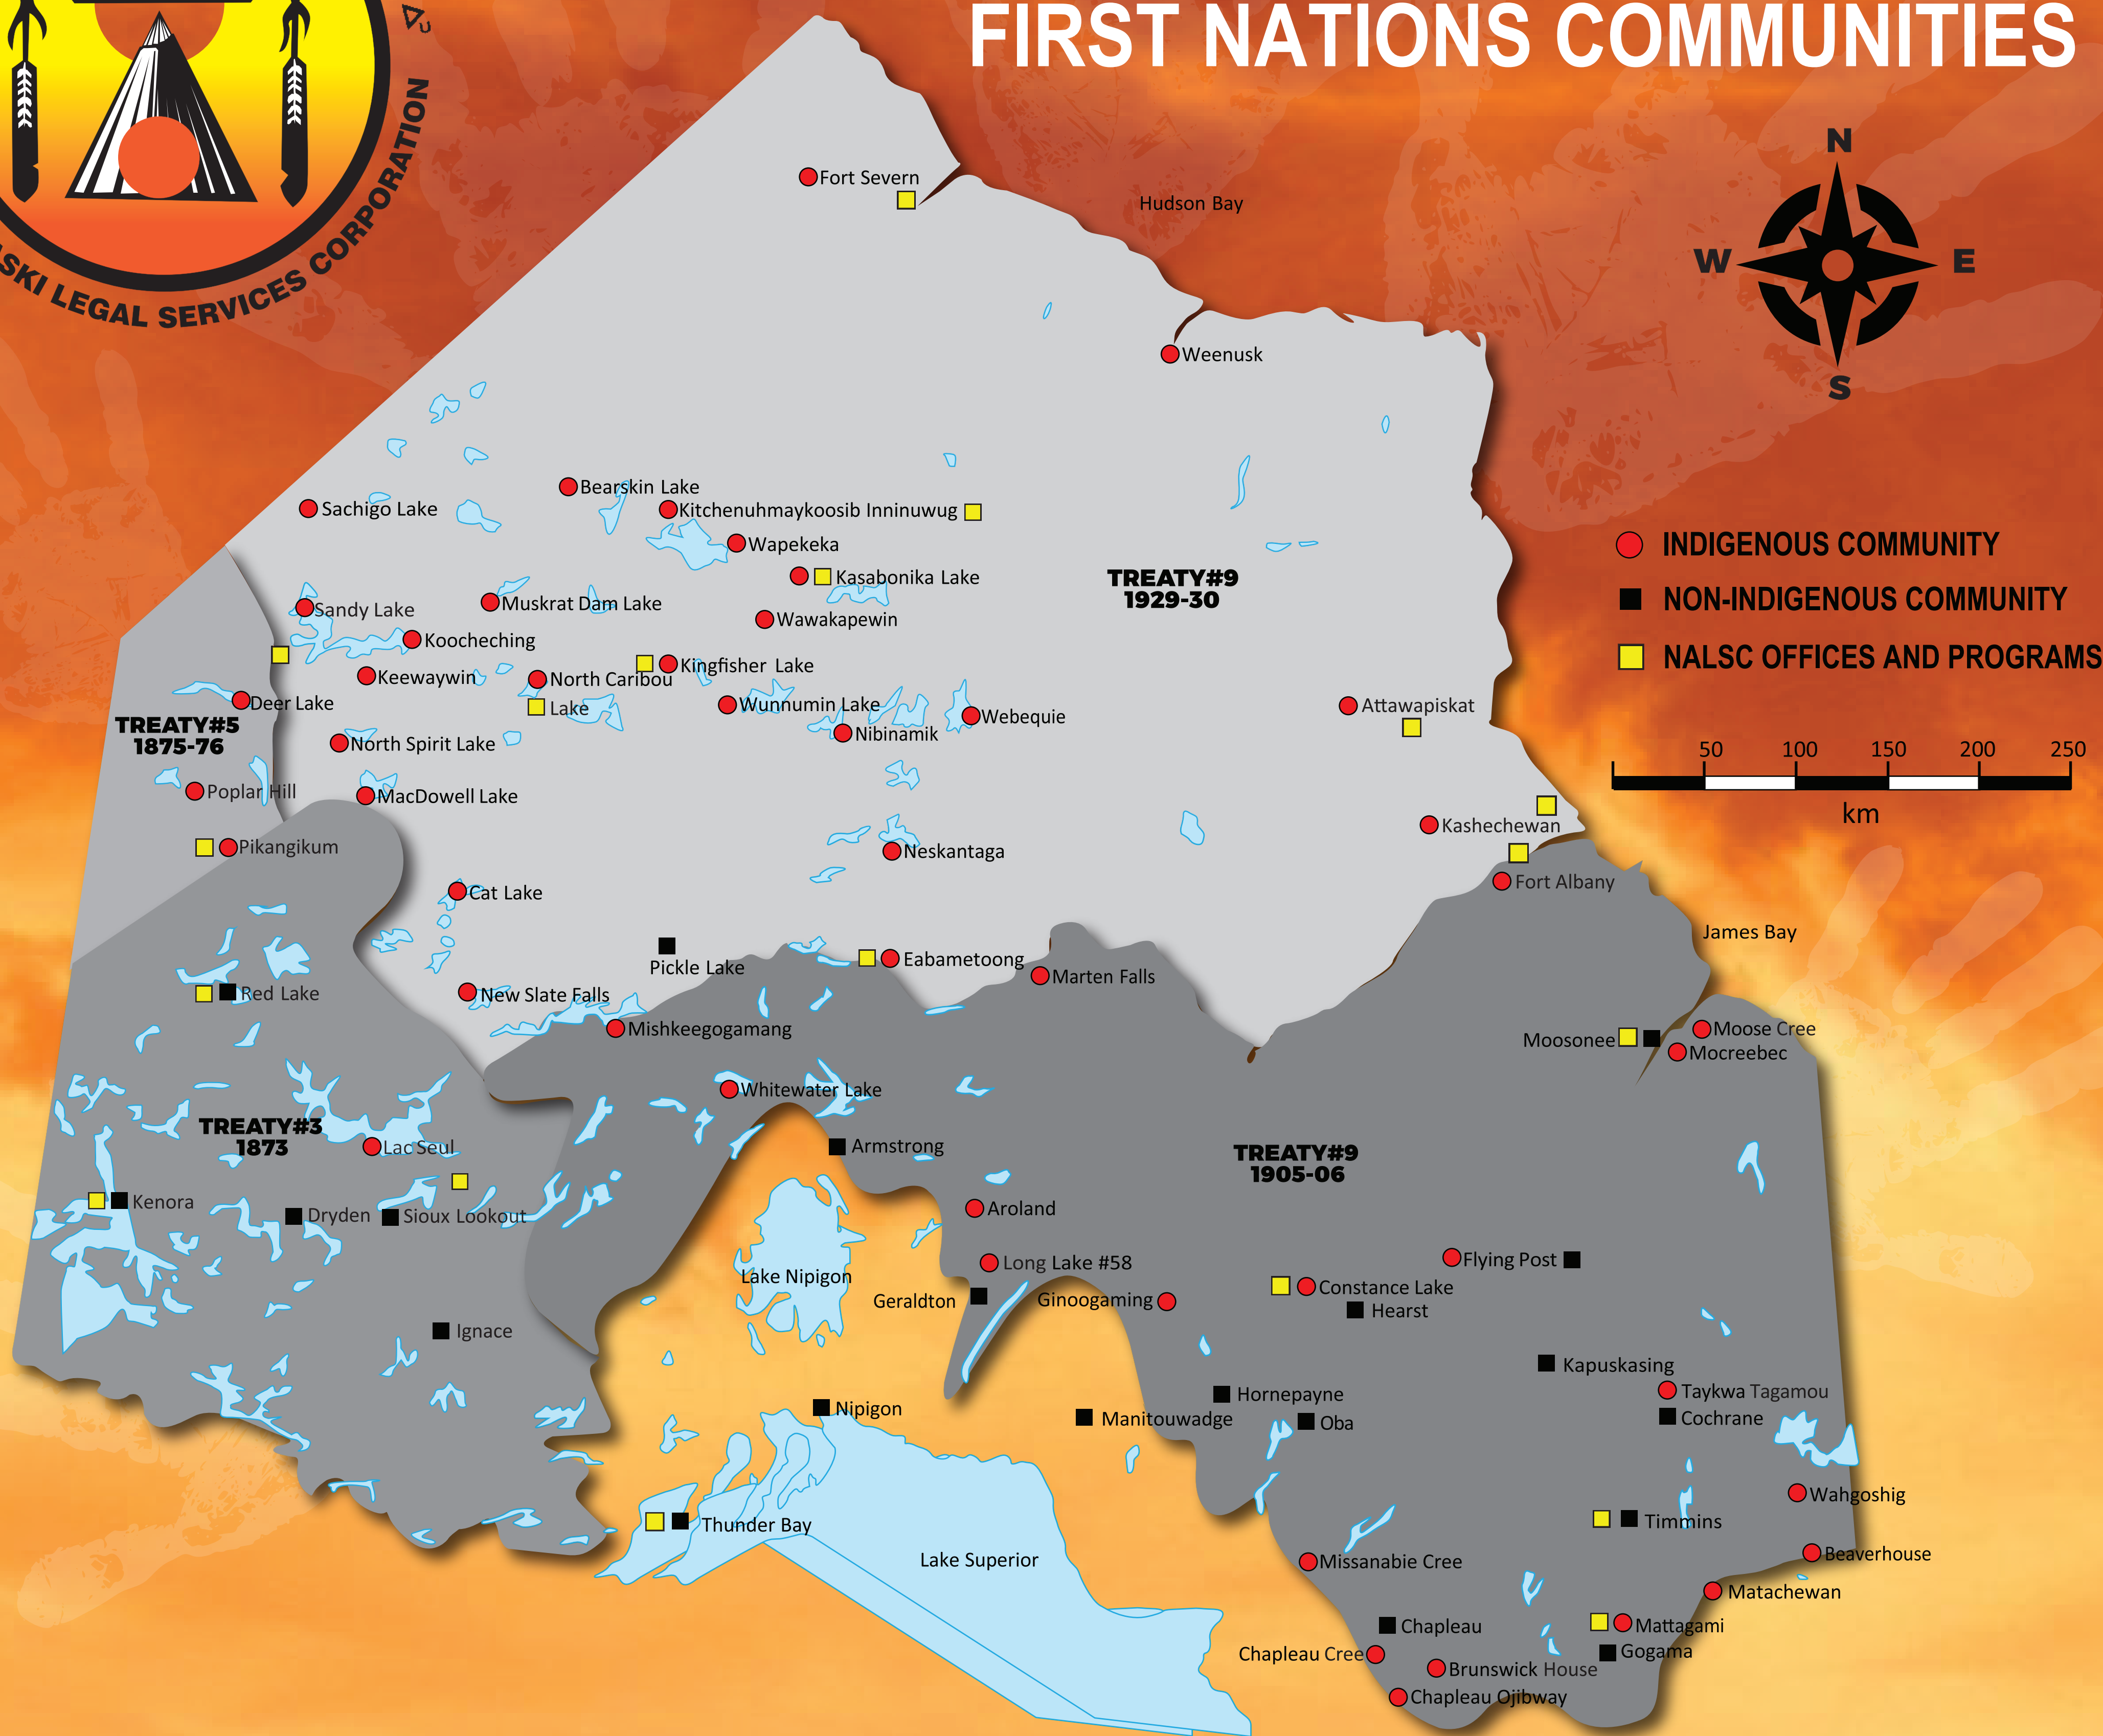 FIRST NATIONS COMMUNITIES
SKI LEGAL SERVICES CORPORATION
ᐃᑌ
N
W
E
S
Fort Severn
Hudson Bay
Weenusk
Bearskin Lake
Sachigo Lake
Kitchenuhmaykoosib Inninuwug
Wapekeka
INDIGENOUS COMMUNITY
Kasabonika Lake
TREATY#9
1929-30
NON-INDIGENOUS COMMUNITY
Sandy Lake
Muskrat Dam Lake
Wawakapewin
Koocheching
NALSC OFFICES AND PROGRAMS
Kingfisher Lake
Keewaywin
North Caribou
Lake
Deer Lake
Wunnumin Lake
Webequie
Attawapiskat
TREATY#5
1875-76
Nibinamik
North Spirit Lake
50 100 150 200 250
km
Poplar Hill
MacDowell Lake
Kashechewan
Pikangikum
Neskantaga
Fort Albany
Cat Lake
James Bay
Pickle Lake
Eabametoong
Marten Falls
Red Lake
New Slate Falls
Mishkeegogamang
Moosonee
Moose Cree
Mocreebec
Whitewater Lake
TREATY#3
1873
Lac Seul
Armstrong
TREATY#9
1905-06
Kenora
Dryden
Sioux Lookout
Aroland
Long Lake #58
Flying Post
Lake Nipigon
Constance Lake
Geraldton
Ginoogaming
Hearst
Ignace
Kapuskasing
Hornepayne
Taykwa Tagamou
Nipigon
Manitouwadge
Oba
Cochrane
Wahgoshig
Thunder Bay
Timmins
Lake Superior
Missanabie Cree
Beaverhouse
Matachewan
Chapleau
Mattagami
Chapleau Cree
Gogama
Brunswick House
Chapleau Ojibway